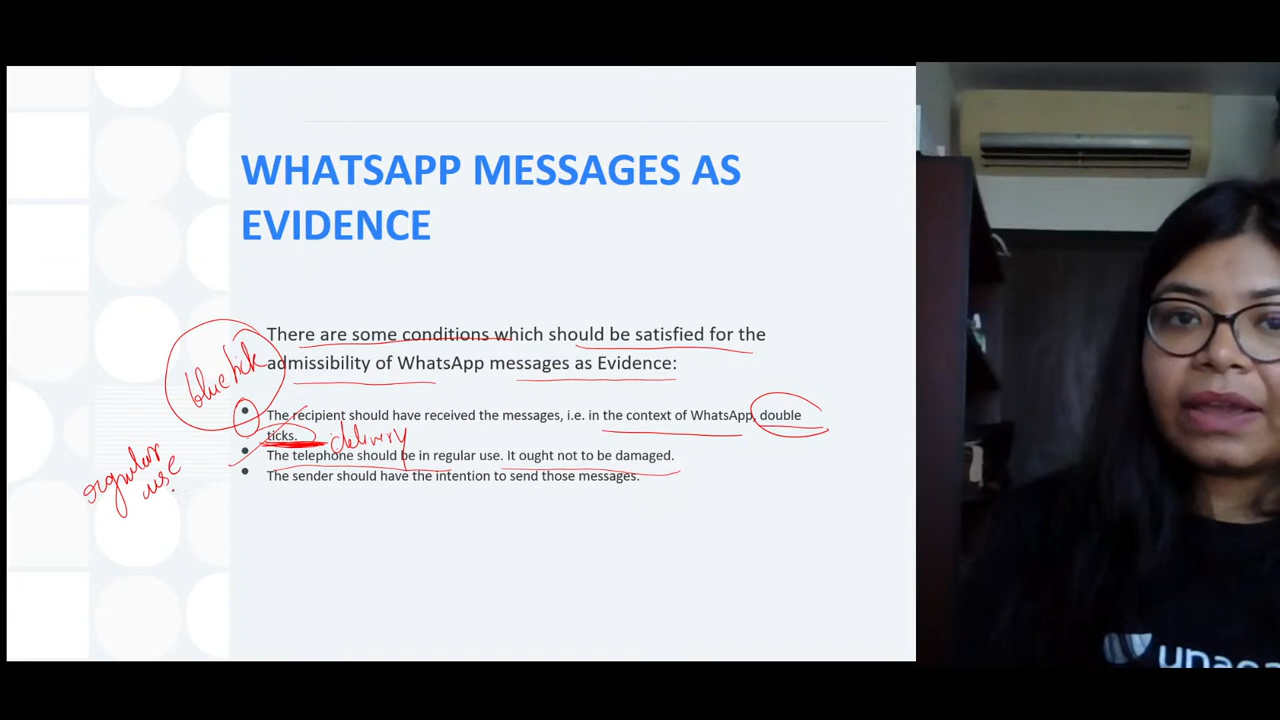 WHATSAPP MESSAGES AS
EVIDENCE
There are some conditions which should be satisfied for the
admissibility of WhatsApp messages as Evidence:
blue tick
• The recipient should have received the messages, i.e. in the context of WhatsApp, double
ticks.
delivery
• The telephone should be in regular use. It ought not to be damaged.
• The sender should have the intention to send those messages.
regular
use.